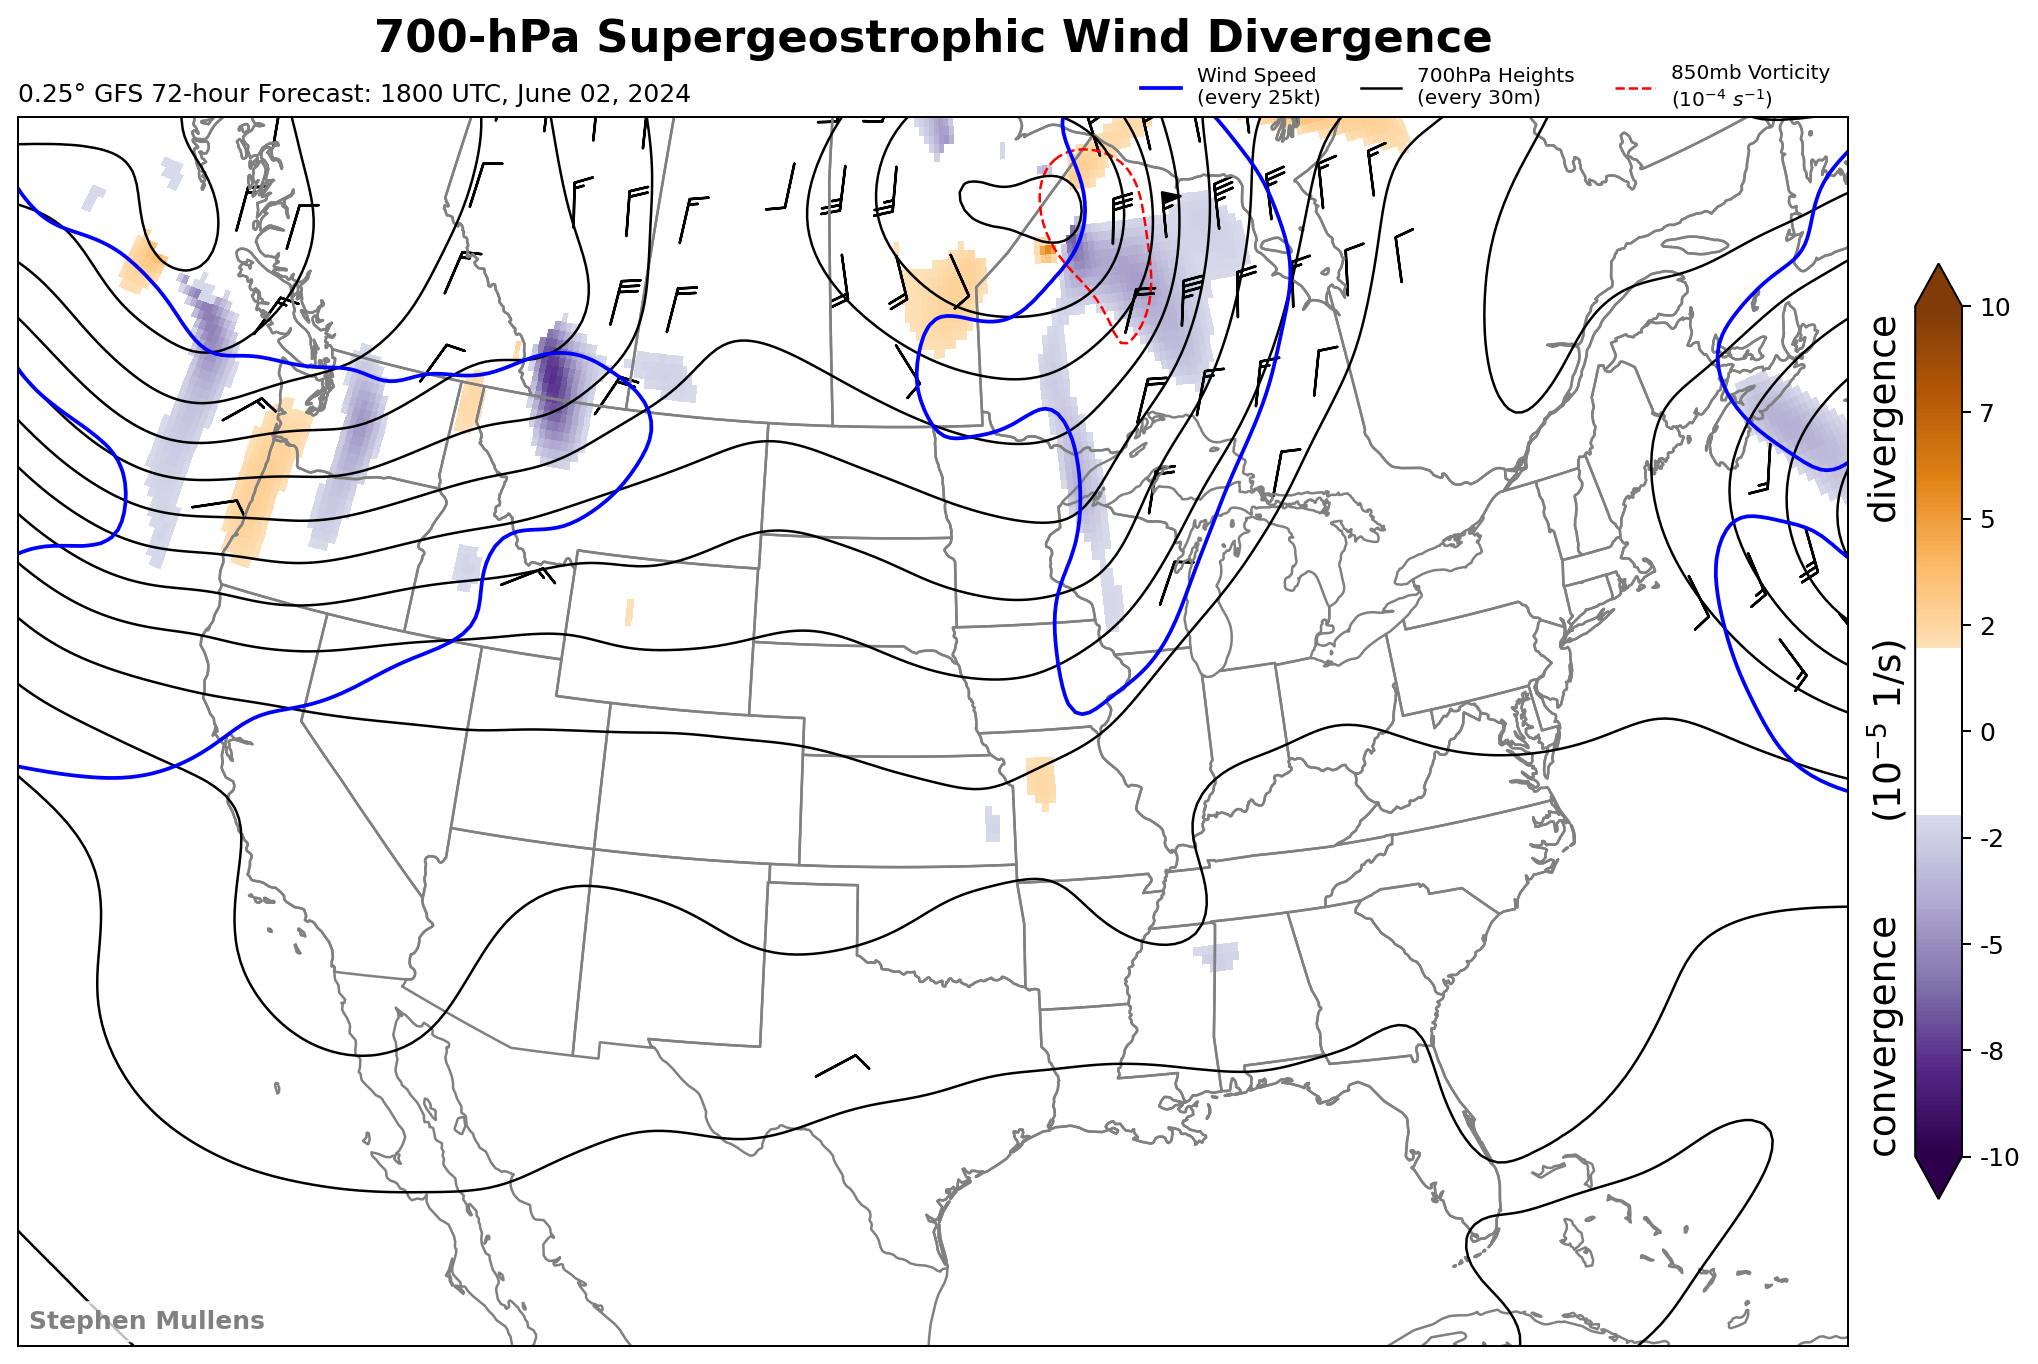 700-hPa Supergeostrophic Wind Divergence
0.25° GFS 72-hour Forecast: 1800 UTC, June 02, 2024
Wind Speed
(every 25kt)
700hPa Heights
(every 30m)
850mb Vorticity
(10⁻⁴ s⁻¹)
10
7
5
2
0
-2
-5
-8
-10
convergence (10⁻⁵ 1/s) divergence
Stephen Mullens